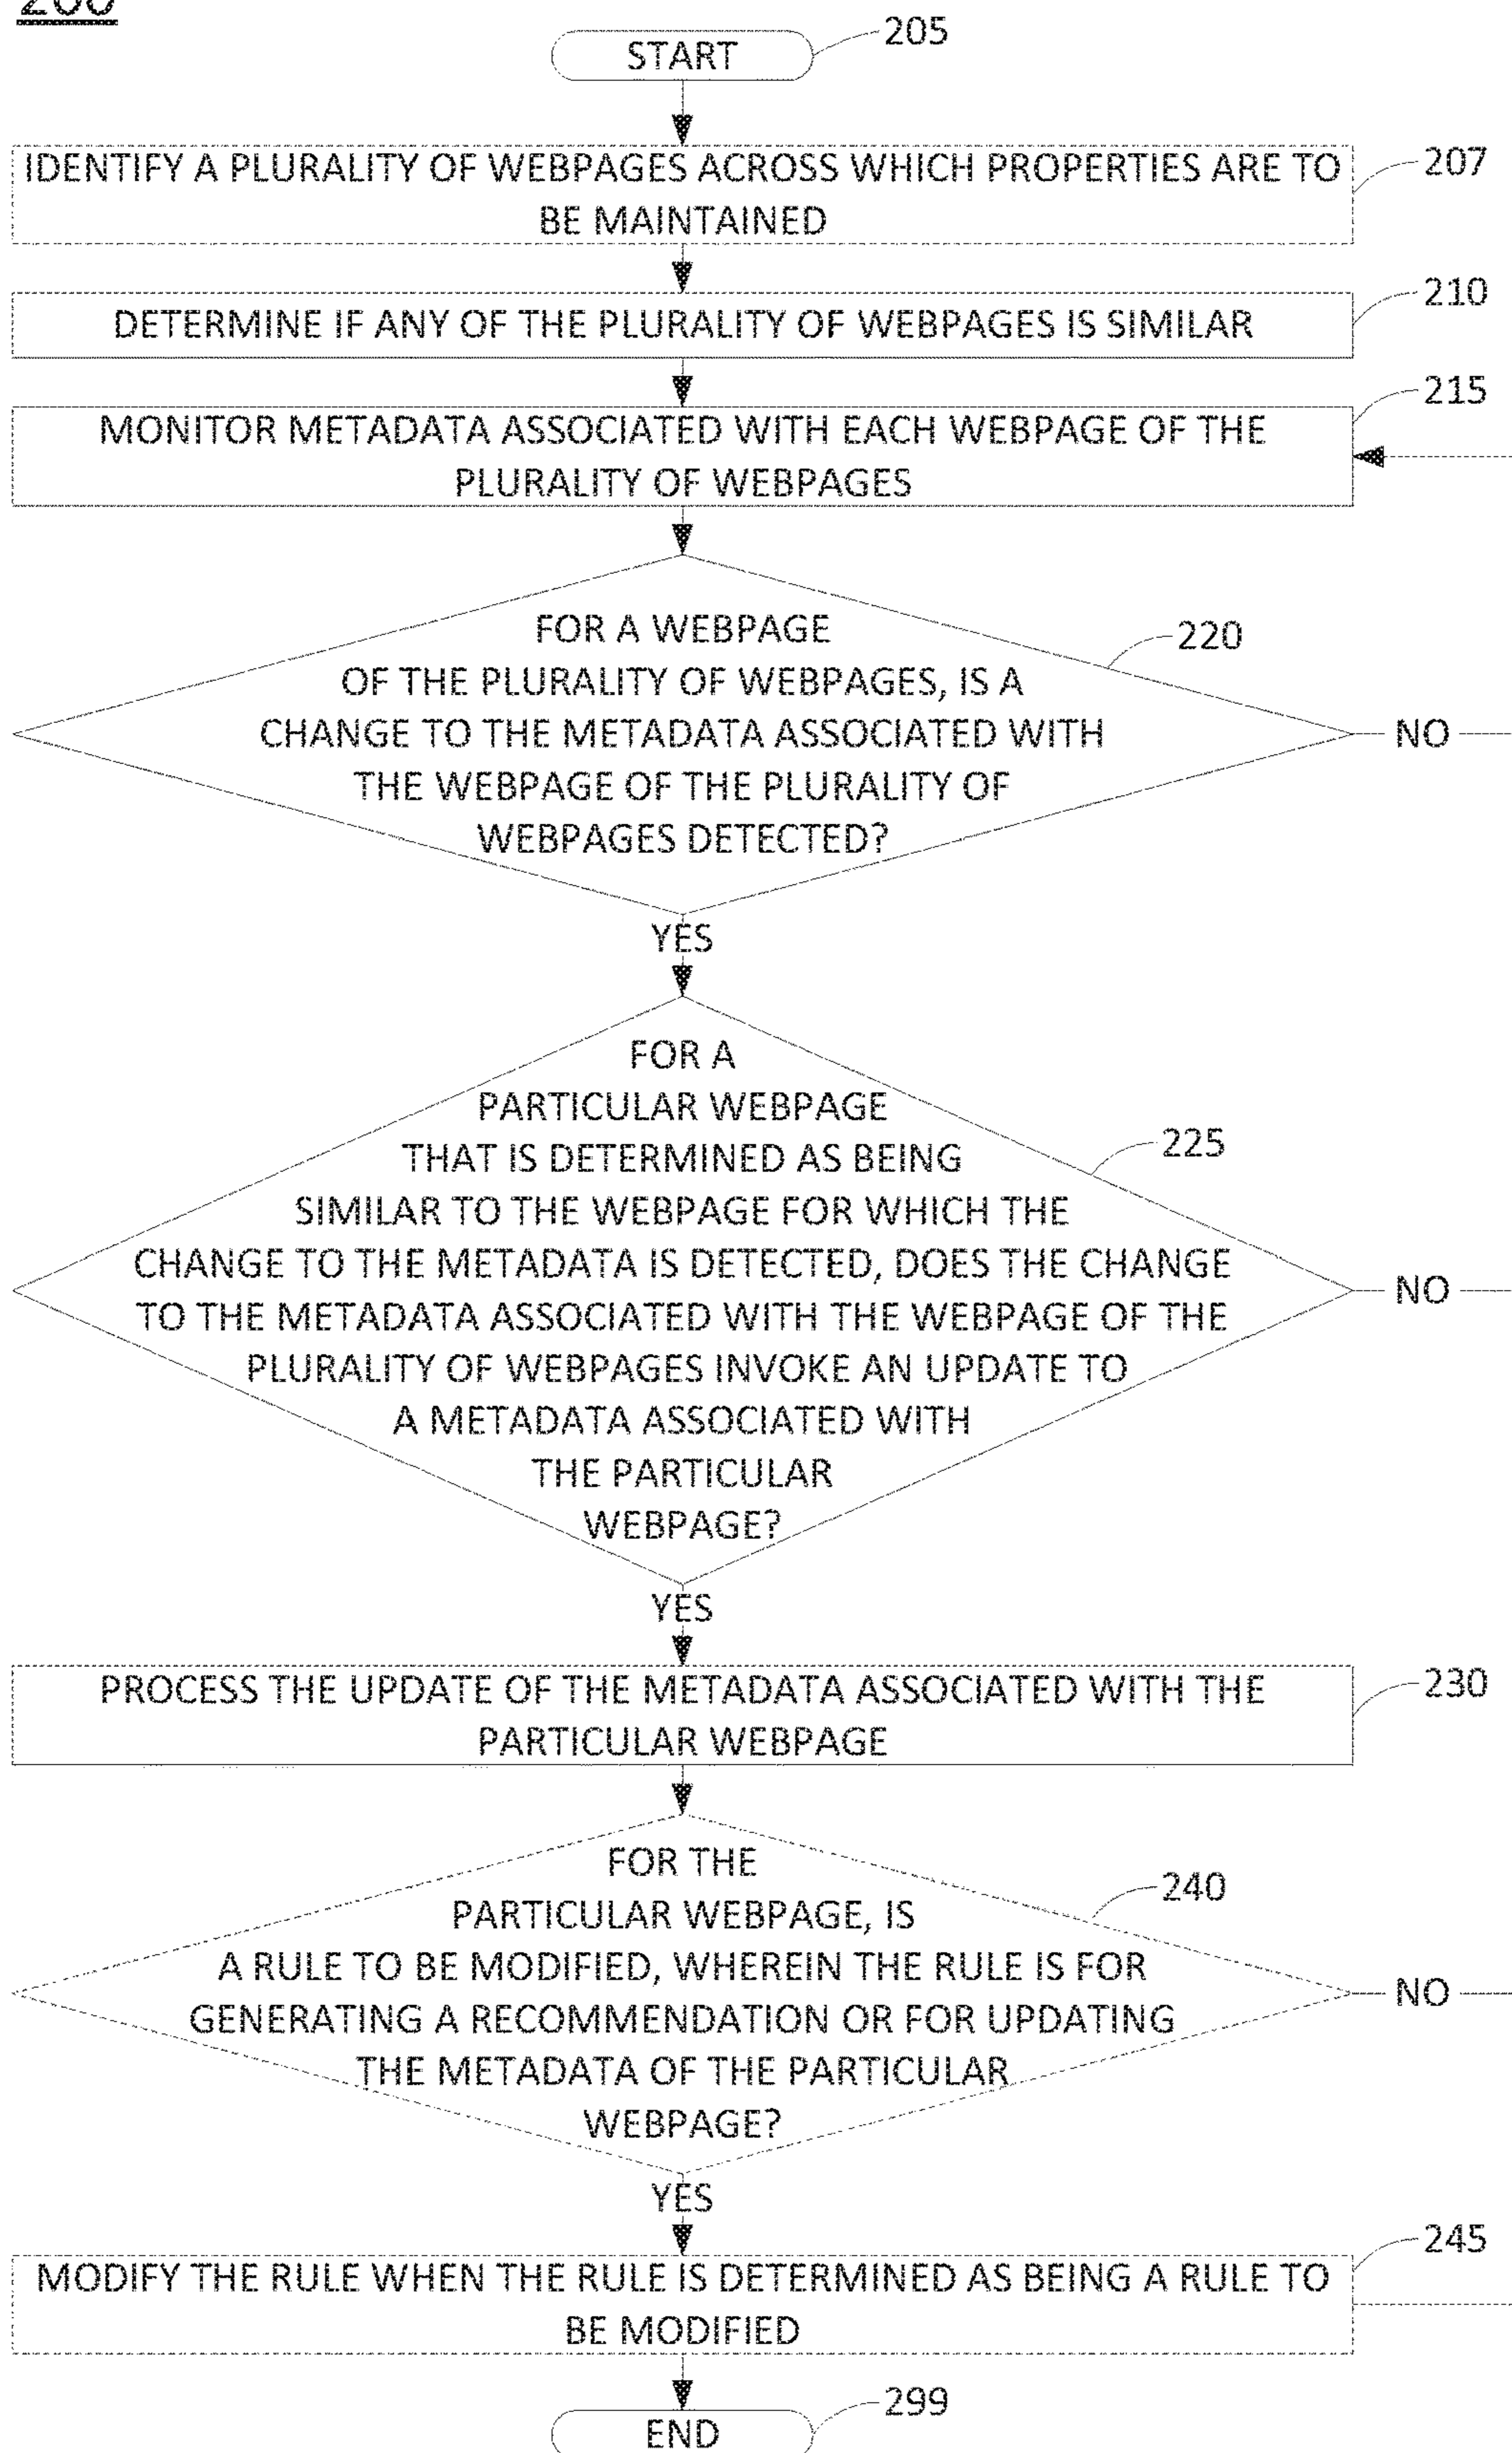 START
205
IDENTIFY A PLURALITY OF WEBPAGES ACROSS WHICH PROPERTIES ARE TO
BE MAINTAINED
207
DETERMINE IF ANY OF THE PLURALITY OF WEBPAGES IS SIMILAR
210
MONITOR METADATA ASSOCIATED WITH EACH WEBPAGE OF THE
PLURALITY OF WEBPAGES
215
FOR A WEBPAGE
OF THE PLURALITY OF WEBPAGES, IS A
CHANGE TO THE METADATA ASSOCIATED WITH
THE WEBPAGE OF THE PLURALITY OF
WEBPAGES DETECTED?
220
NO
YES
FOR A
PARTICULAR WEBPAGE
THAT IS DETERMINED AS BEING
SIMILAR TO THE WEBPAGE FOR WHICH THE
CHANGE TO THE METADATA IS DETECTED, DOES THE CHANGE
TO THE METADATA ASSOCIATED WITH THE WEBPAGE OF THE
PLURALITY OF WEBPAGES INVOKE AN UPDATE TO
A METADATA ASSOCIATED WITH
THE PARTICULAR
WEBPAGE?
225
NO
YES
PROCESS THE UPDATE OF THE METADATA ASSOCIATED WITH THE
PARTICULAR WEBPAGE
230
FOR THE
PARTICULAR WEBPAGE, IS
A RULE TO BE MODIFIED, WHEREIN THE RULE IS FOR
GENERATING A RECOMMENDATION OR FOR UPDATING
THE METADATA OF THE PARTICULAR
WEBPAGE?
240
NO
YES
MODIFY THE RULE WHEN THE RULE IS DETERMINED AS BEING A RULE TO
BE MODIFIED
245
END
299